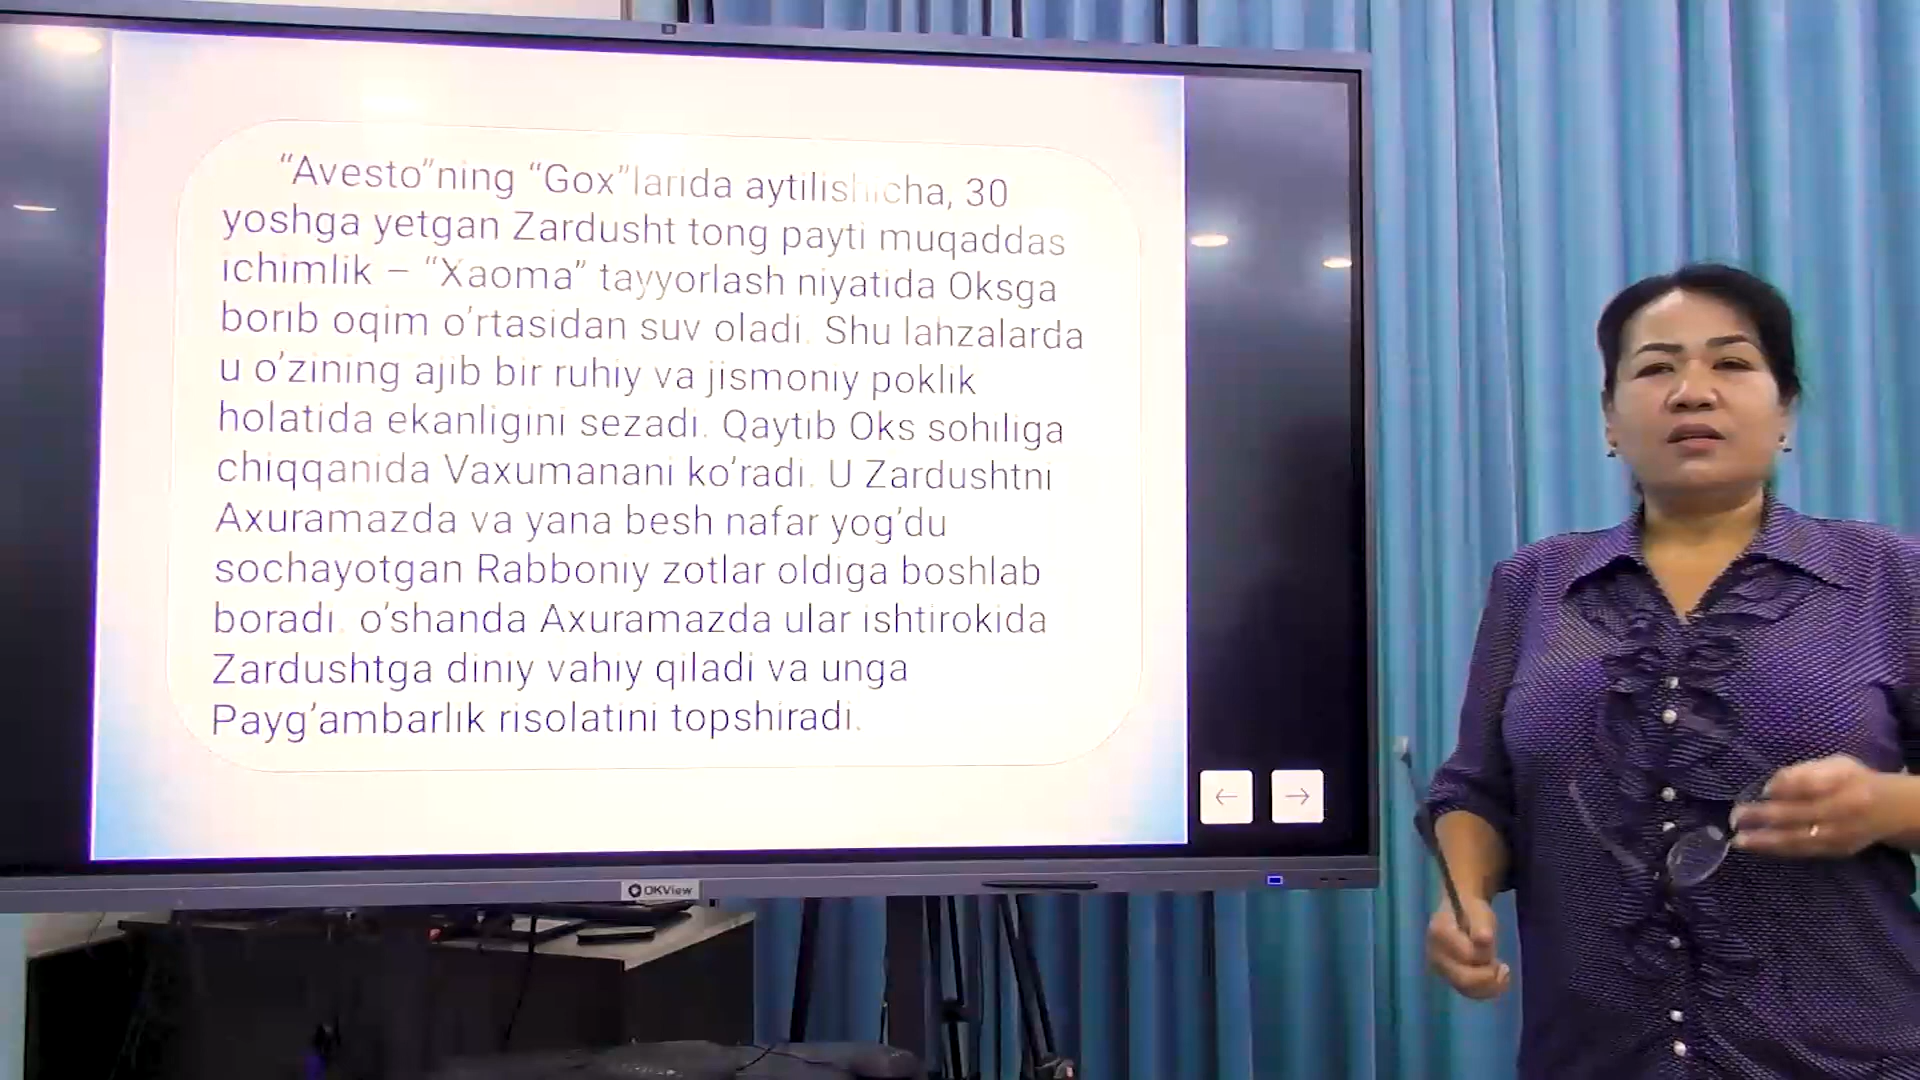 “Avesto”ning “Gox”larida aytilishicha, 30
yoshga yetgan Zardusht tong payti muqaddas
ichimlik – “Xaoma” tayyorlash niyatida Oksga
borib oqim o’rtasidan suv oladi. Shu lahzalarda
u o’zining ajib bir ruhiy va jismoniy poklik
holatida ekanligini sezadi. Qaytib Oks sohiliga
chiqqanida Vaxumanani ko’radi. U Zardushtni
Axuramazda va yana besh nafar yog’du
sochayotgan Rabboniy zotlar oldiga boshlab
boradi. o’shanda Axuramazda ular ishtirokida
Zardushtga diniy vahiy qiladi va unga
Payg’ambarlik risolatini topshiradi.
OKView